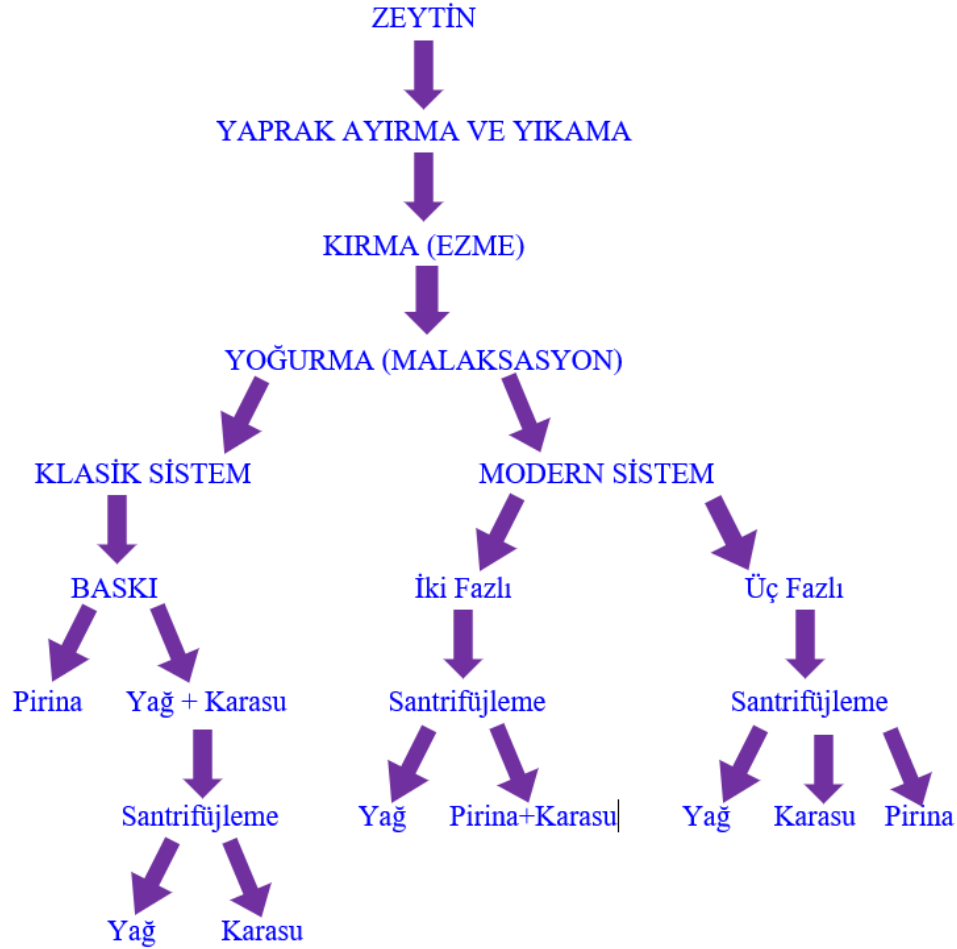 ZEYTİN
YAPRAK AYIRMA VE YIKAMA
KIRMA (EZME)
YOĞURMA (MALAKSASYON)
KLASİK SİSTEM
MODERN SİSTEM
BASKI
İki Fazlı
Üç Fazlı
Pirina
Yağ + Karasu
Santrifüjleme
Santrifüjleme
Santrifüjleme
Yağ
Pirina+Karasu
Yağ
Karasu
Pirina
Yağ
Karasu